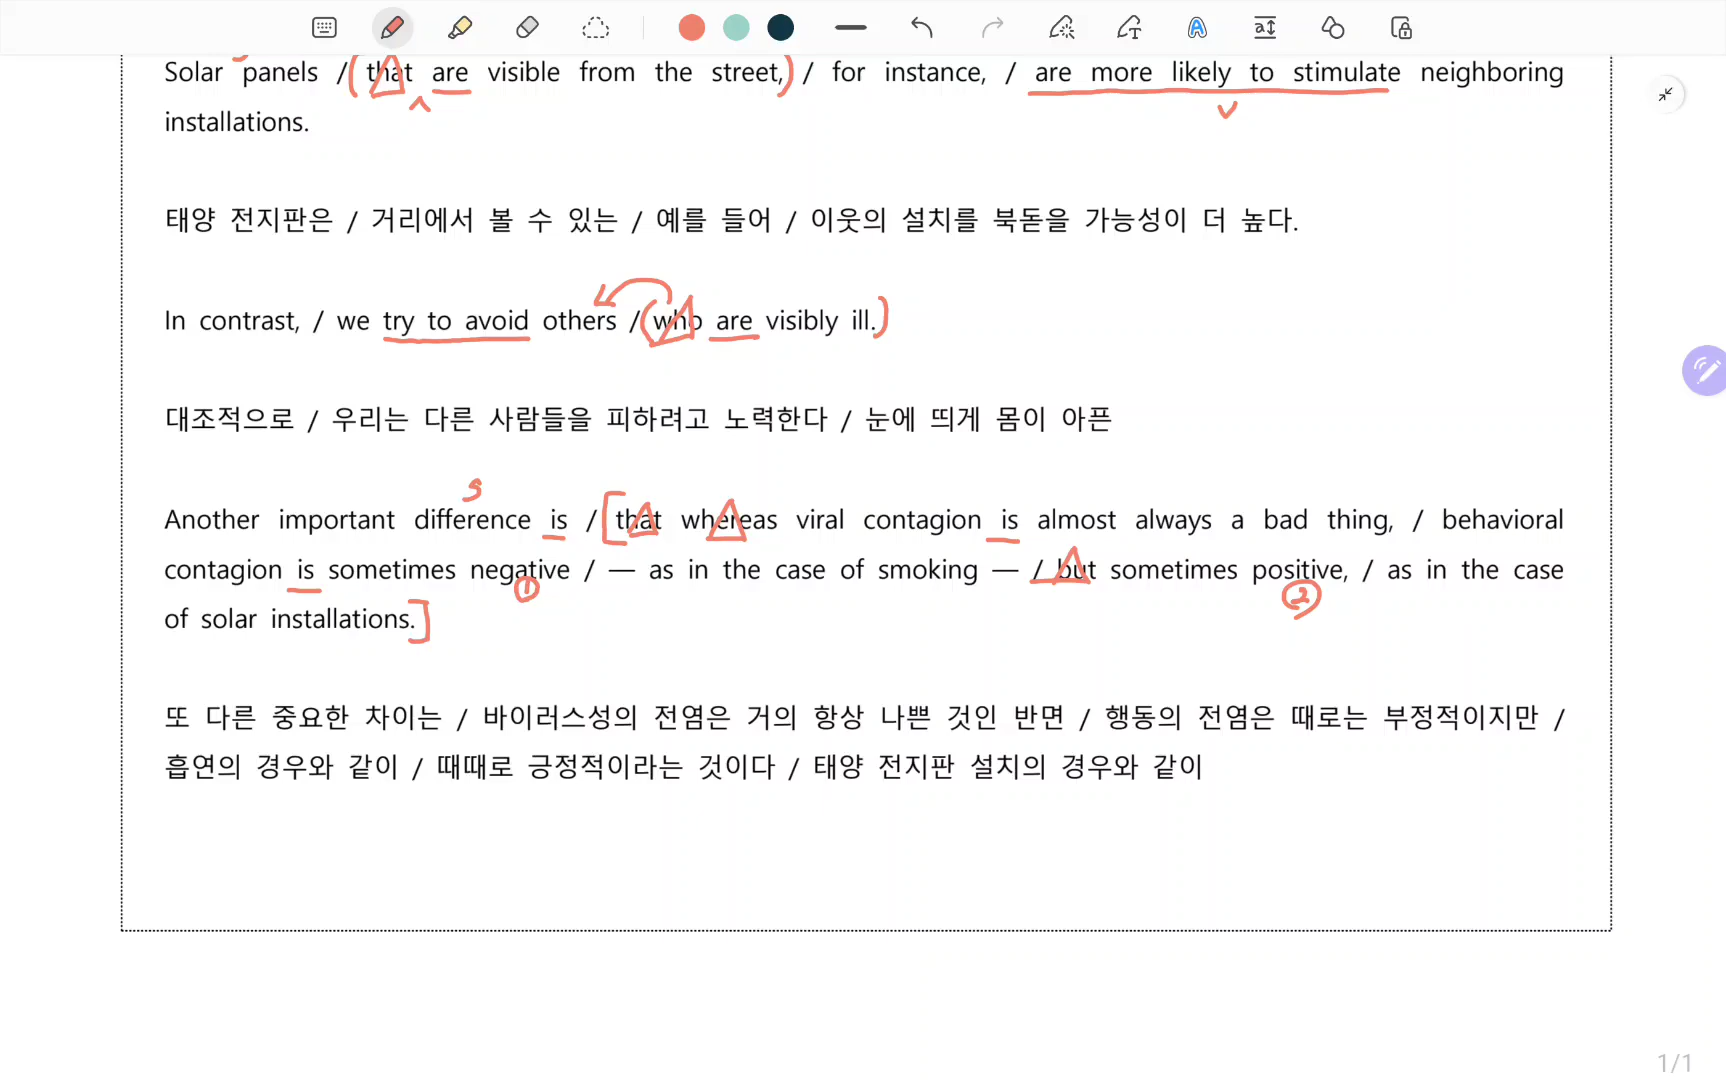 Solar panels / ( that are visible from the street, ) / for instance, / are more likely to stimulate neighboring
v
installations.
태양 전지판은 / 거리에서 볼 수 있는 / 예를 들어 / 이웃의 설치를 북돋을 가능성이 더 높다.
In contrast, / we try to avoid others / ( who are visibly ill. )
대조적으로 / 우리는 다른 사람들을 피하려고 노력한다 / 눈에 띄게 몸이 아픈
s
Another important difference is / [ that whereas viral contagion is almost always a bad thing, / behavioral
contagion is sometimes negative / — as in the case of smoking — / but sometimes positive, / as in the case
① ②
of solar installations. ]
또 다른 중요한 차이는 / 바이러스성의 전염은 거의 항상 나쁜 것인 반면 / 행동의 전염은 때로는 부정적이지만 /
흡연의 경우와 같이 / 때때로 긍정적이라는 것이다 / 태양 전지판 설치의 경우와 같이
1/1